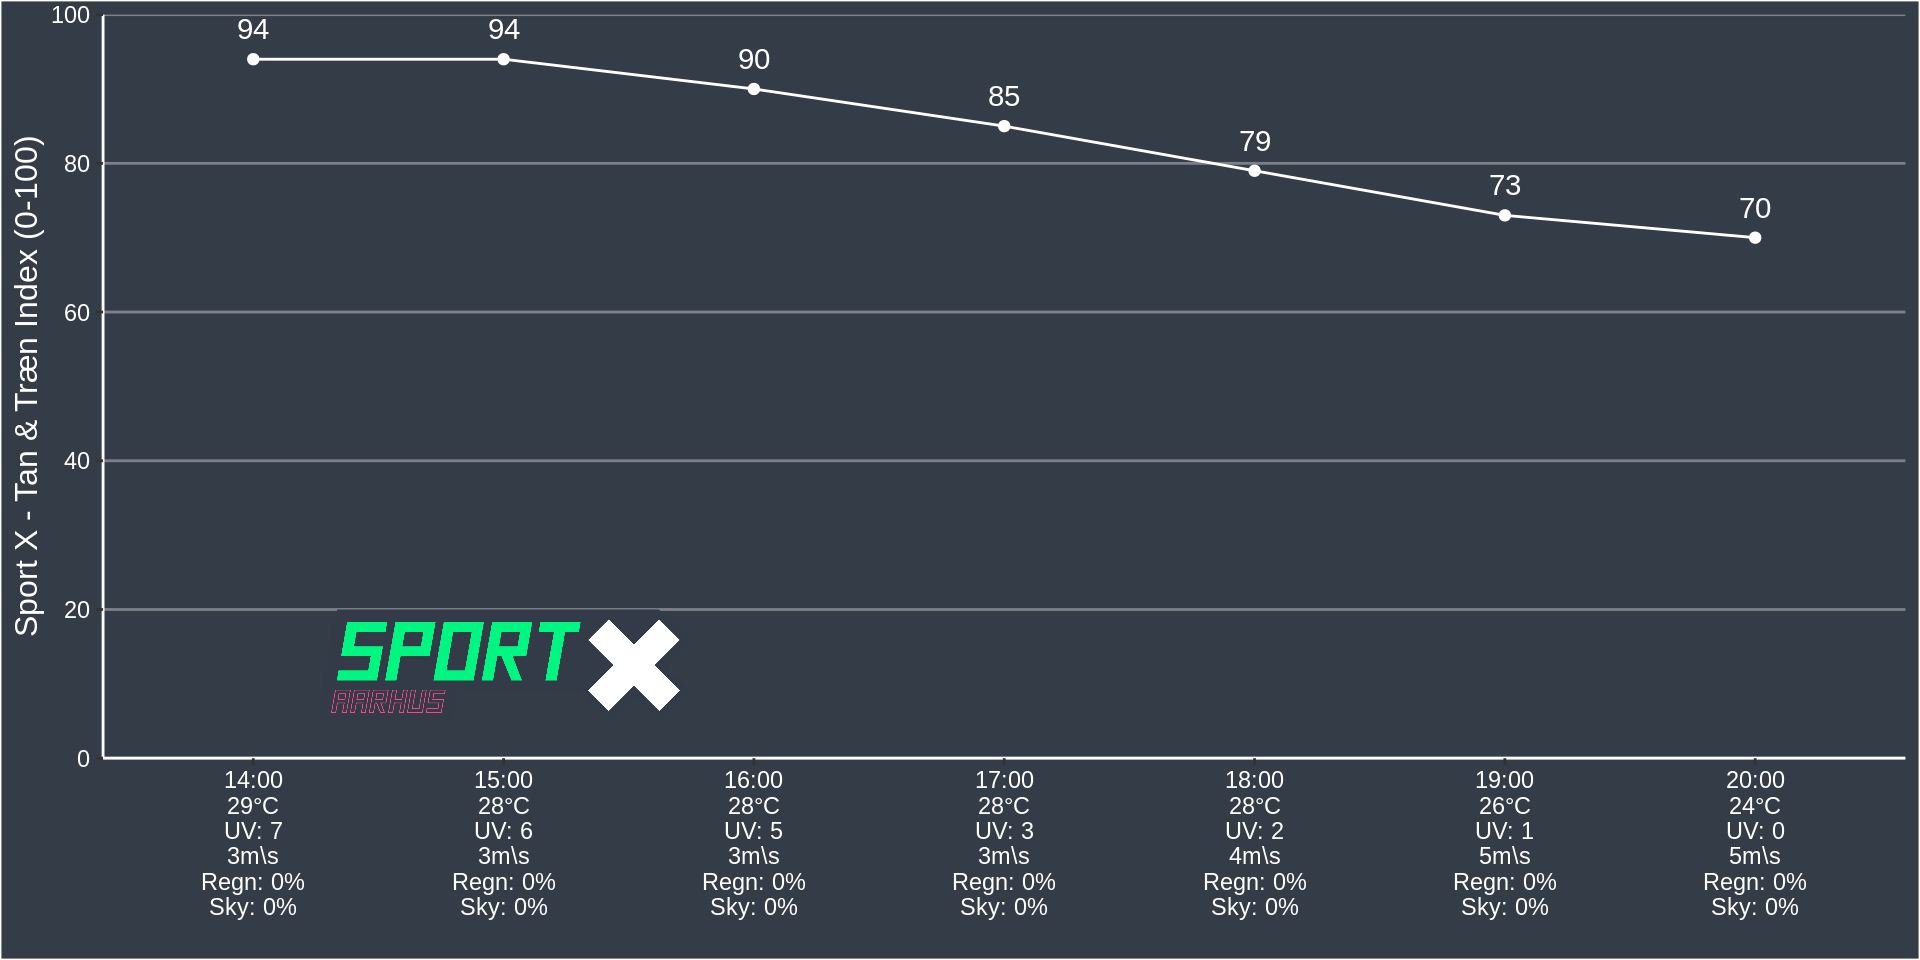 Sport X - Tan & Træn Index (0-100)
100
80
60
40
20
0
94
94
90
85
79
73
70
SPORT X
AARHUS
14:00
29°C
UV: 7
3m\s
Regn: 0%
Sky: 0%
15:00
28°C
UV: 6
3m\s
Regn: 0%
Sky: 0%
16:00
28°C
UV: 5
3m\s
Regn: 0%
Sky: 0%
17:00
28°C
UV: 3
3m\s
Regn: 0%
Sky: 0%
18:00
28°C
UV: 2
4m\s
Regn: 0%
Sky: 0%
19:00
26°C
UV: 1
5m\s
Regn: 0%
Sky: 0%
20:00
24°C
UV: 0
5m\s
Regn: 0%
Sky: 0%